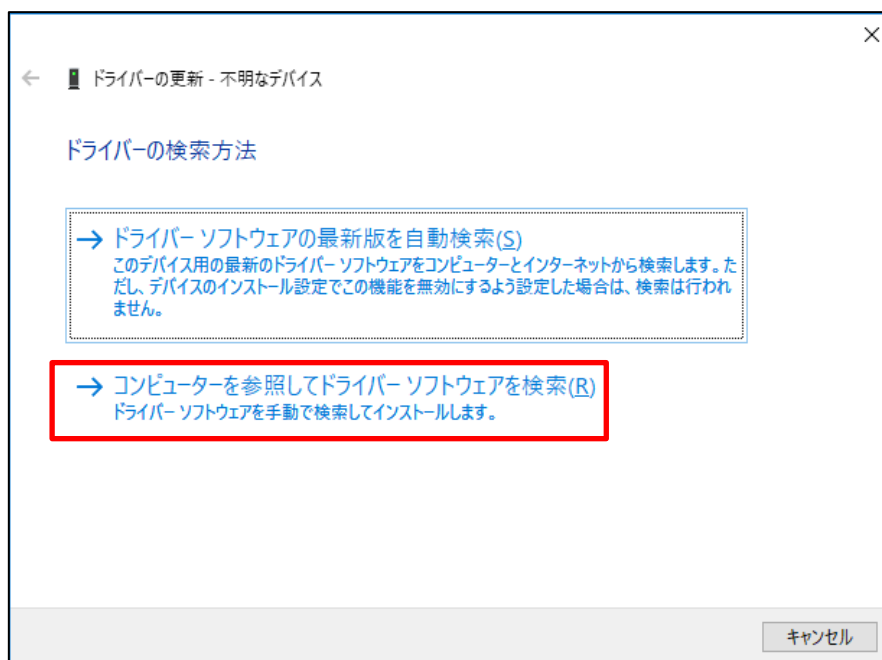 ドライバーの更新 - 不明なデバイス
ドライバーの検索方法
ドライバー ソフトウェアの最新版を自動検索(S)
このデバイス用の最新のドライバー ソフトウェアをコンピューターとインターネットから検索します。た
だし、デバイスのインストール設定でこの機能を無効にするよう設定した場合は、検索は行われ
ません。
コンピューターを参照してドライバー ソフトウェアを検索(R)
ドライバー ソフトウェアを手動で検索してインストールします。
キャンセル